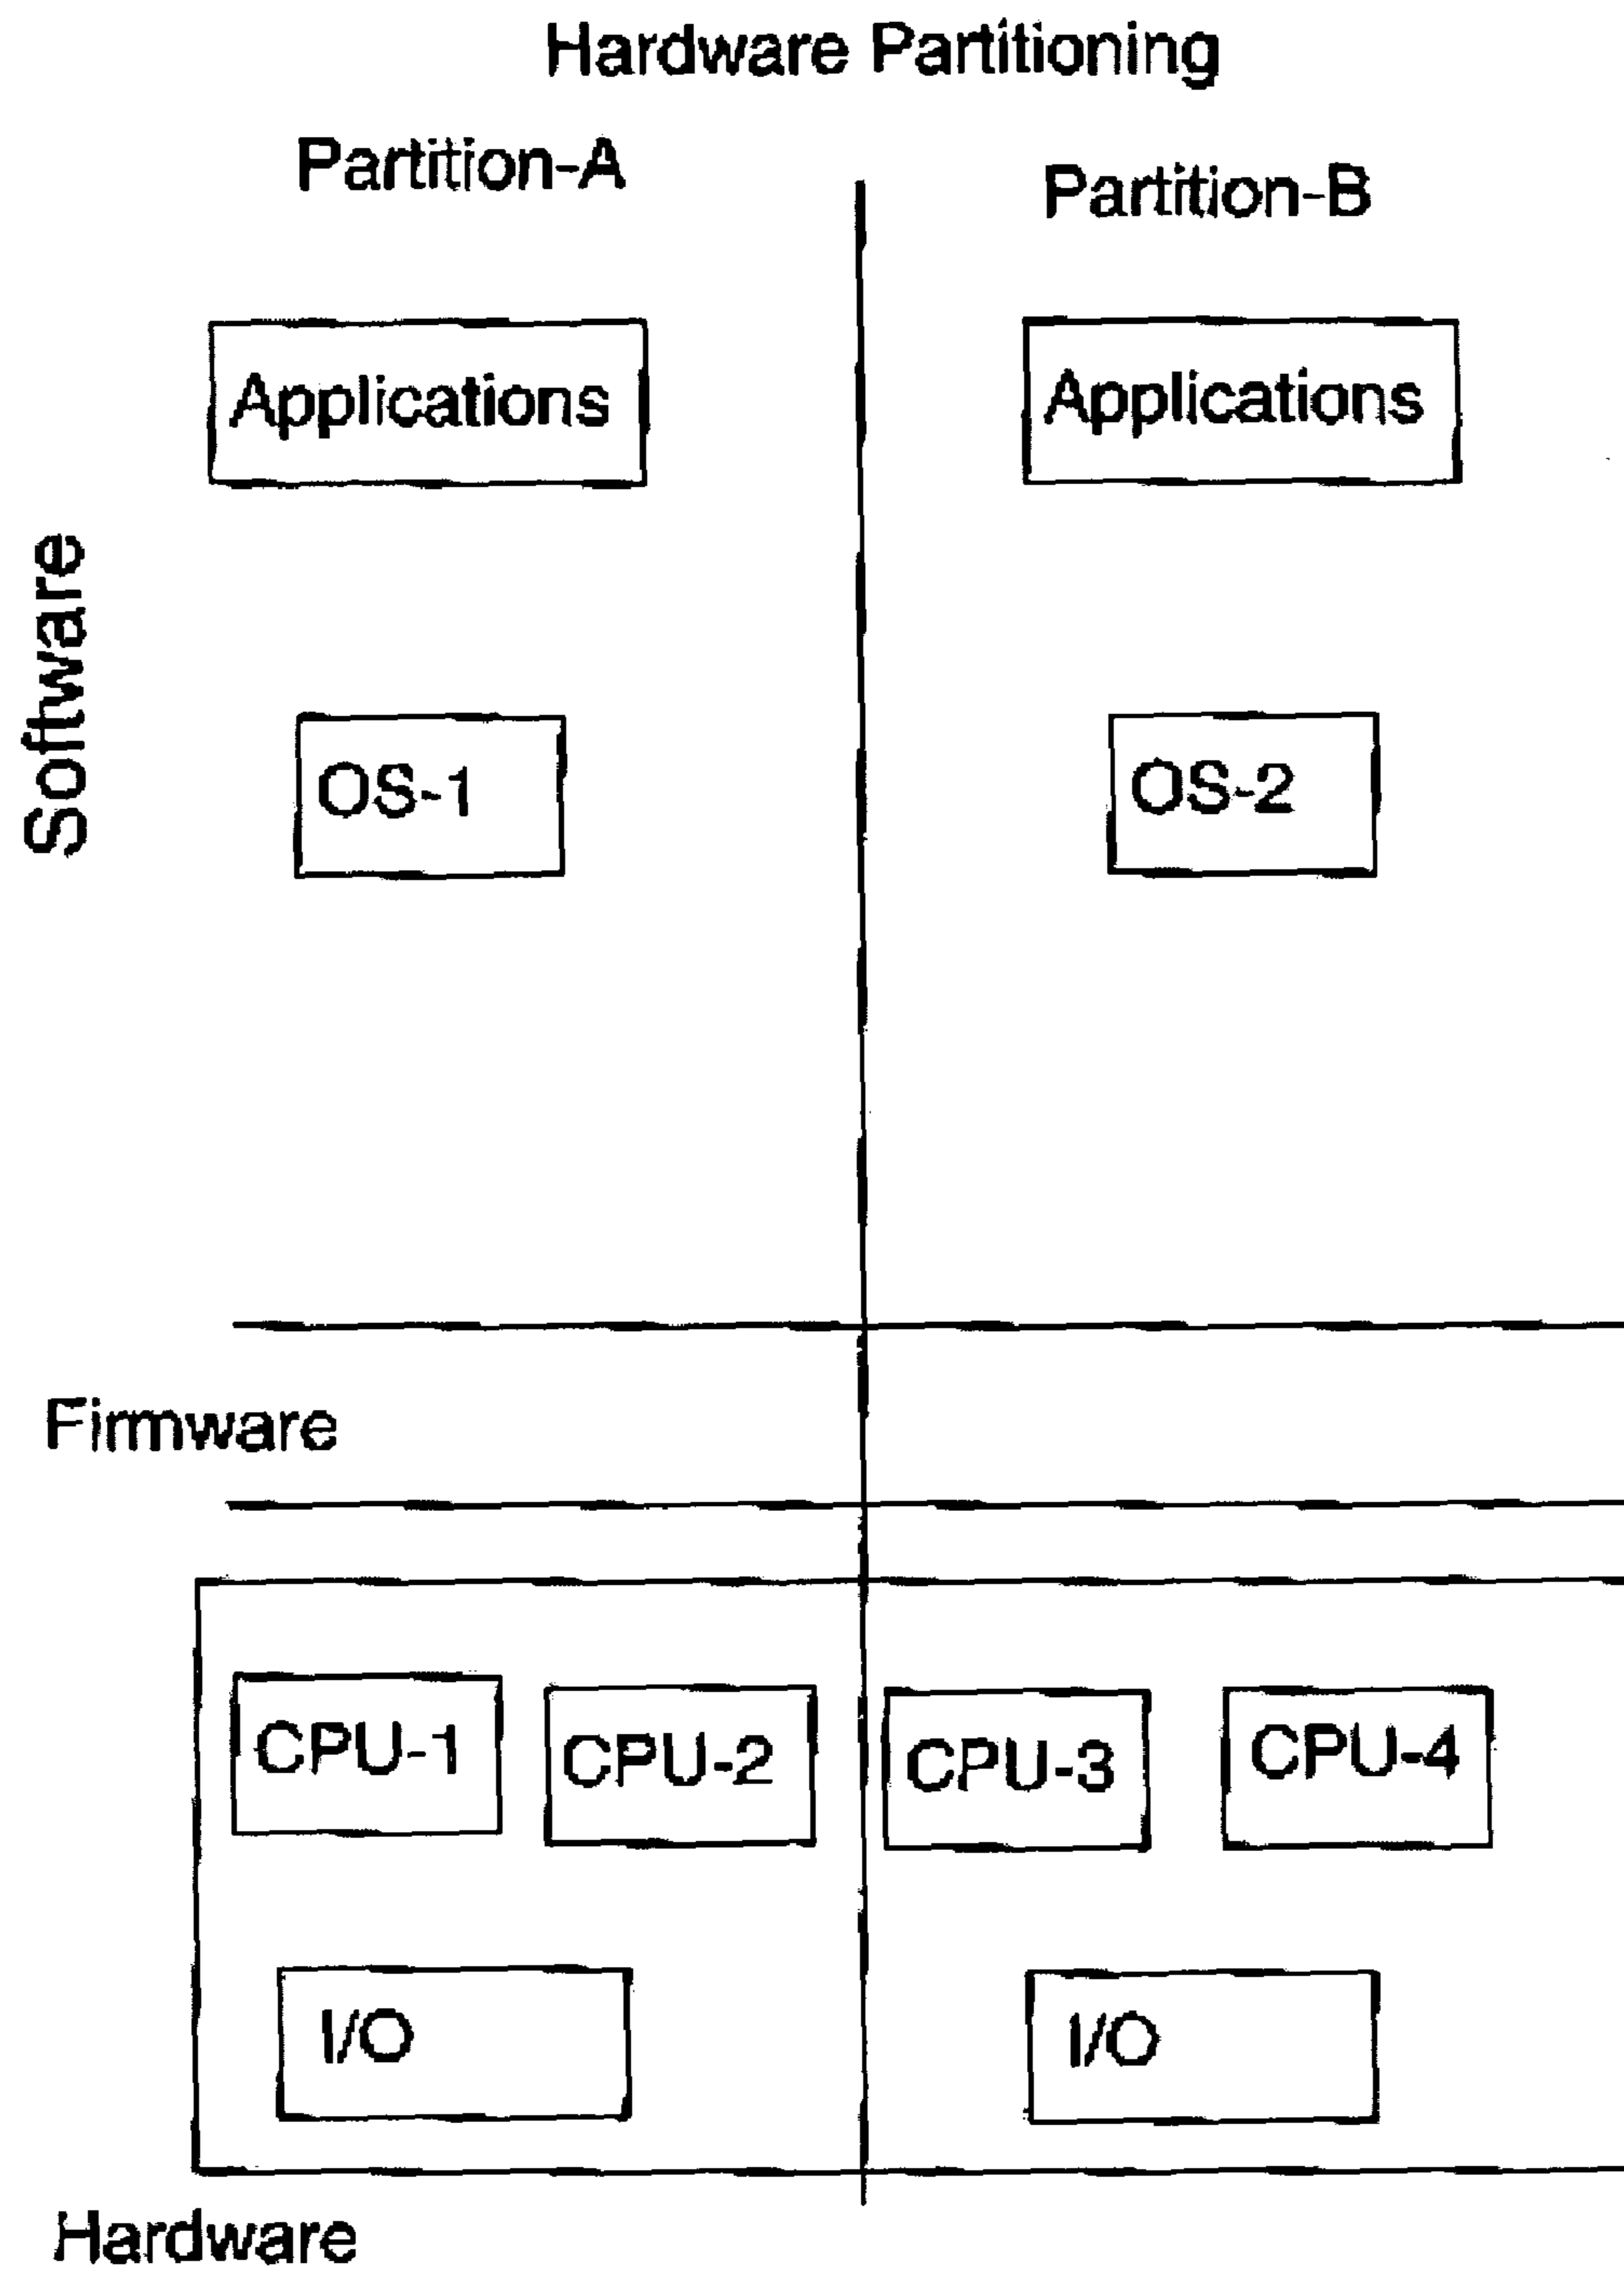 Hardware Partitioning
Partition-A
Partition-B
Applications
Applications
Software
OS-1
OS-2
Firmware
CPU-1
CPU-2
CPU-3
CPU-4
I/O
I/O
Hardware